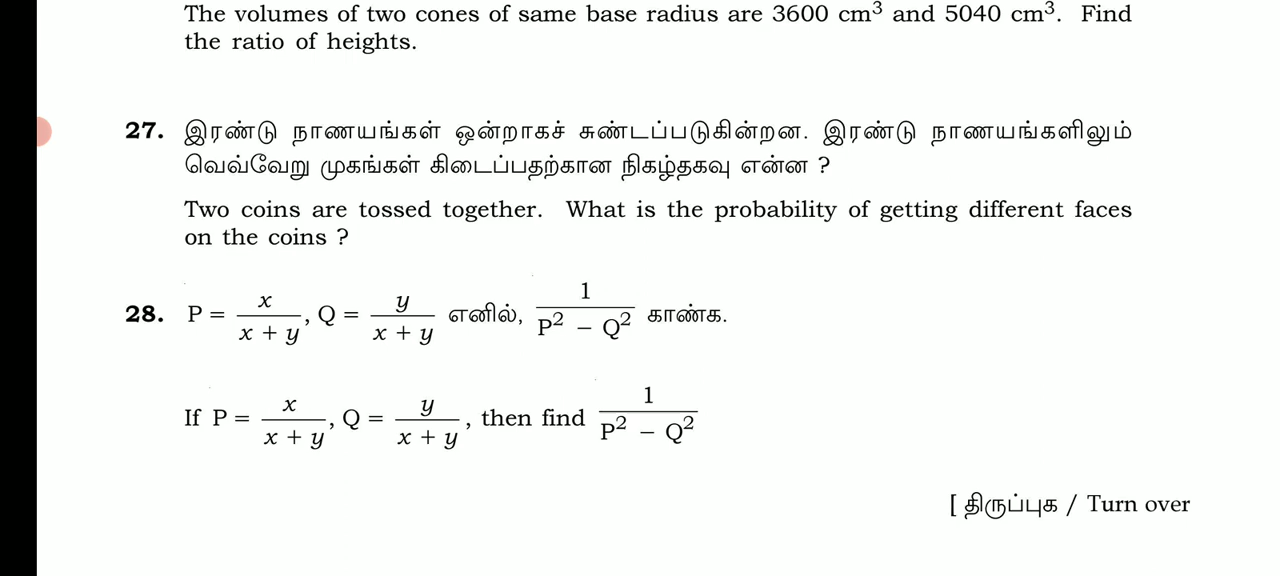 The volumes of two cones of same base radius are 3600 cm³ and 5040 cm³. Find
the ratio of heights.
27. இரண்டு நாணயங்கள் ஒன்றாகச் சுண்டப்படுகின்றன. இரண்டு நாணயங்களிலும்
வெவ்வேறு முகங்கள் கிடைப்பதற்கான நிகழ்தகவு என்ன ?
Two coins are tossed together. What is the probability of getting different faces
on the coins ?
28. P = x/(x + y), Q = y/(x + y) எனில், 1/(P² – Q²) காண்க.
If P = x/(x + y), Q = y/(x + y), then find 1/(P² – Q²)
[ திருப்புக / Turn over